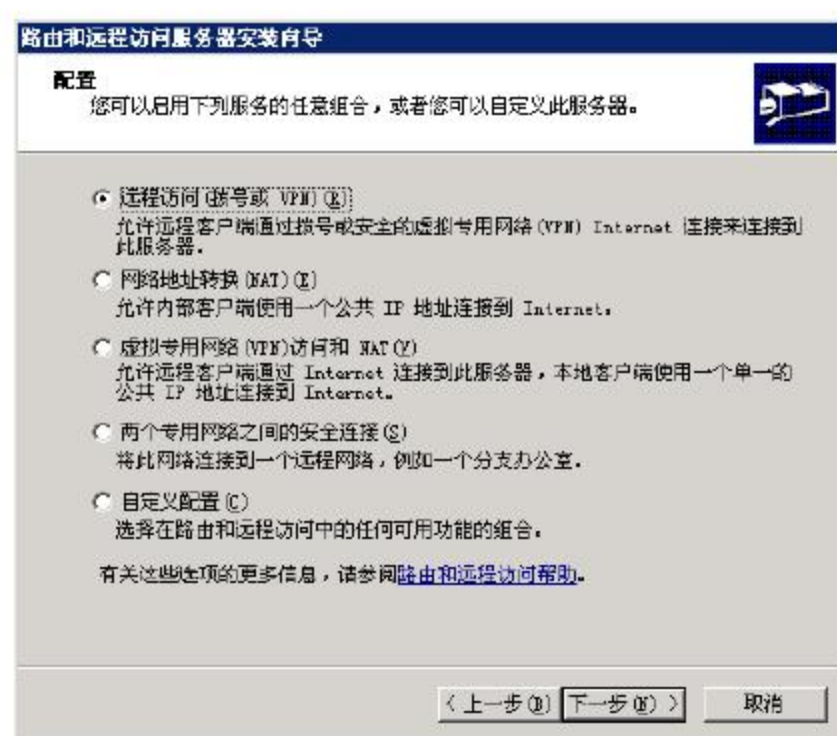 路由和远程访问服务器安装向导
配置
您可以启用下列服务的任意组合，或者您可以自定义此服务器。
远程访问(拨号或 VPN)(R)
允许远程客户端通过拨号或安全的虚拟专用网络(VPN) Internet 连接来连接到
此服务器。
网络地址转换(NAT)(E)
允许内部客户端使用一个公共 IP 地址连接到 Internet。
虚拟专用网络(VPN)访问和 NAT(V)
允许远程客户端通过 Internet 连接到此服务器，本地客户端使用一个单一的
公共 IP 地址连接到 Internet。
两个专用网络之间的安全连接(S)
将此网络连接到一个远程网络，例如一个分支办公室。
自定义配置(C)
选择在路由和远程访问中的任何可用功能的组合。
有关这些选项的更多信息，请参阅路由和远程访问帮助。
< 上一步(B) 下一步(N) > 取消